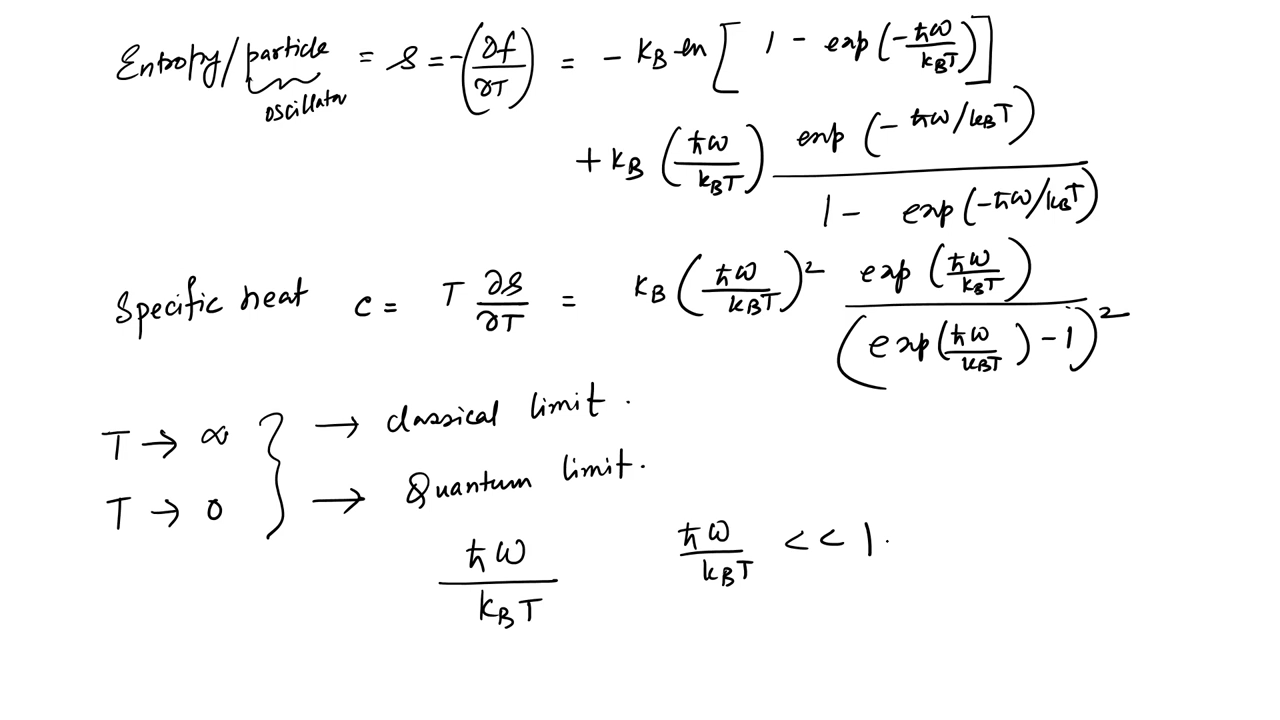 Entropy/particle = s = -(∂f/∂T) = - k_B ln [ 1 - exp(-ħω/k_BT) ]
oscillator
+ k_B (ħω/k_BT) exp(-ħω/k_BT) / 1 - exp(-ħω/k_BT)
Specific heat c = T ∂s/∂T = k_B (ħω/k_BT)² exp(ħω/k_BT) / (exp(ħω/k_BT) - 1)²
T → ∞ } → classical limit.
T → 0 } → Quantum limit.
ħω/k_BT ħω/k_BT << 1.